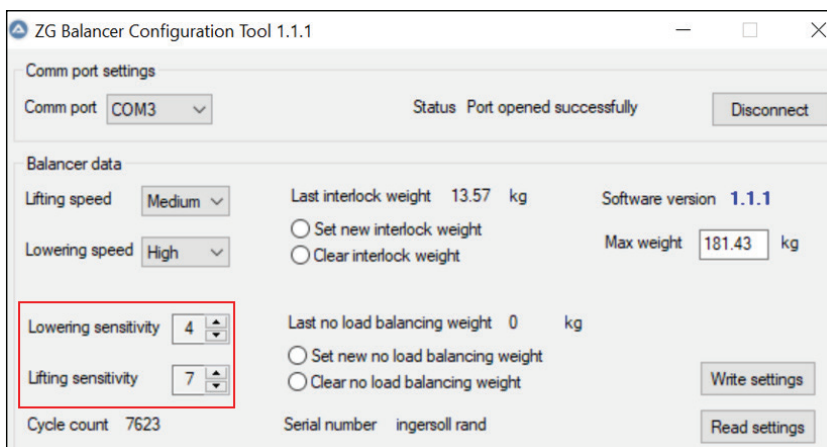 ZG Balancer Configuration Tool 1.1.1
Comm port settings
Comm port COM3 Status Port opened successfully Disconnect
Balancer data
Lifting speed Medium Last interlock weight 13.57 kg Software version 1.1.1
Set new interlock weight
Lowering speed High Clear interlock weight Max weight 181.43 kg
Lowering sensitivity 4 Last no load balancing weight 0 kg
Set new no load balancing weight
Lifting sensitivity 7 Clear no load balancing weight Write settings
Cycle count 7623 Serial number ingersoll rand Read settings